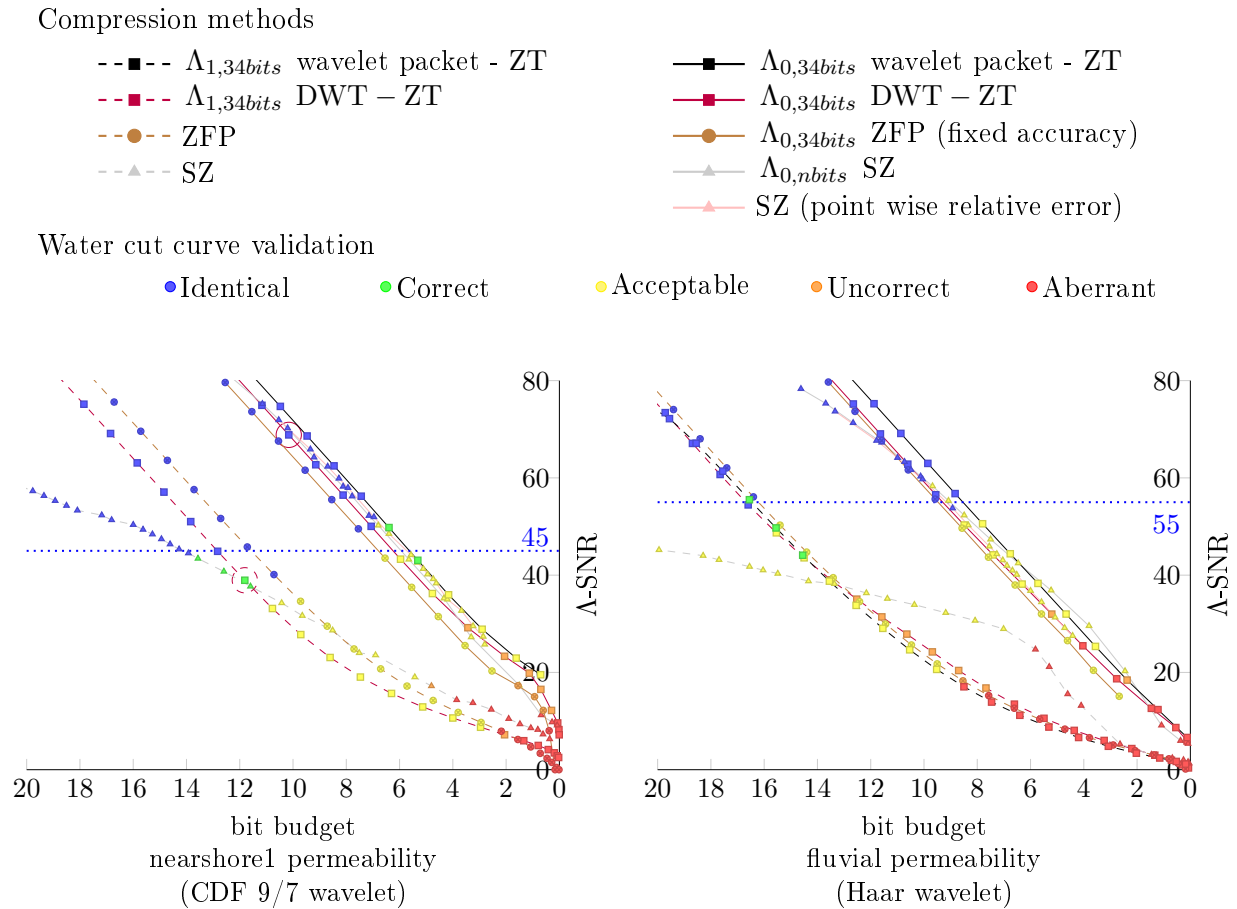 Compression methods
Λ1,34bits wavelet packet - ZT
Λ1,34bits DWT − ZT
ZFP
SZ
Λ0,34bits wavelet packet - ZT
Λ0,34bits DWT − ZT
Λ0,34bits ZFP (fixed accuracy)
Λ0,nbits SZ
SZ (point wise relative error)
Water cut curve validation
Identical Correct Acceptable Uncorrect Aberrant
80
60
45
40
20
0
Λ-SNR
20 18 16 14 12 10 8 6 4 2 0
bit budget
nearshore1 permeability
(CDF 9/7 wavelet)
80
60
55
40
20
0
Λ-SNR
20 18 16 14 12 10 8 6 4 2 0
bit budget
fluvial permeability
(Haar wavelet)